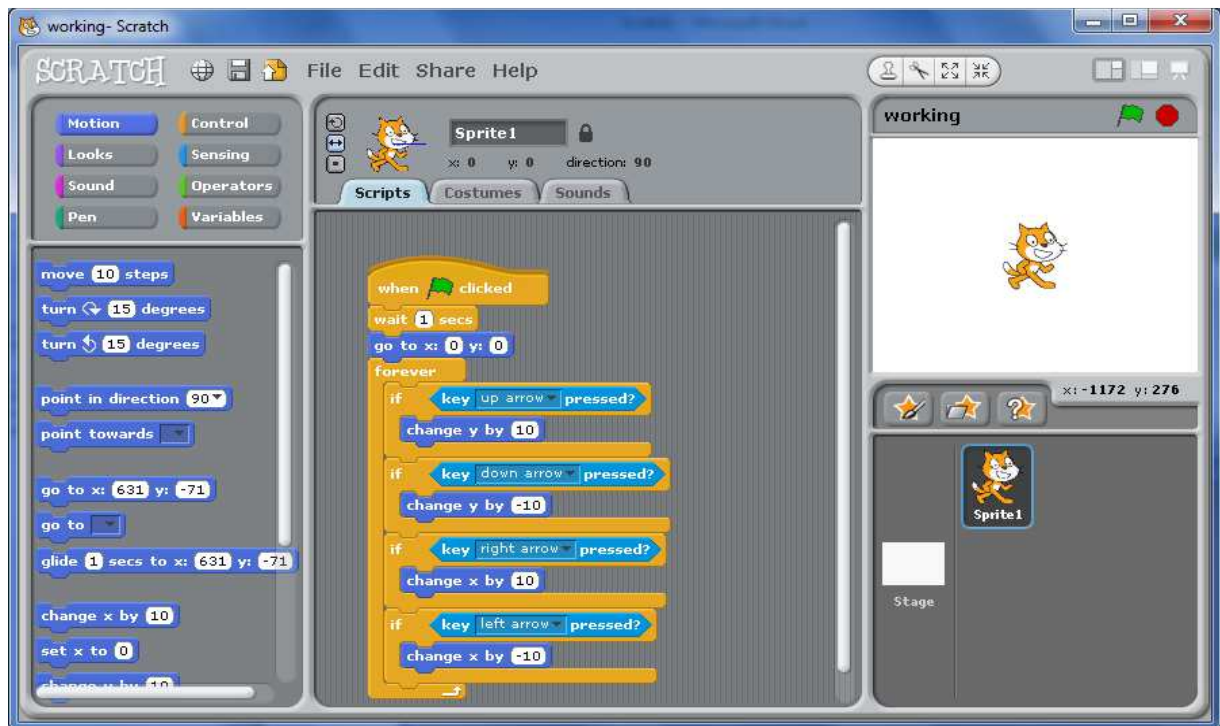 working- Scratch
SCRATCH File Edit Share Help
Motion Control
Looks Sensing
Sound Operators
Pen Variables
move 10 steps
turn 15 degrees
turn 15 degrees
point in direction 90
point towards
go to x: 631 y: -71
go to
glide 1 secs to x: 631 y: -71
change x by 10
set x to 0
change y by 10
Sprite1
x: 0 y: 0 direction: 90
Scripts Costumes Sounds
when clicked
wait 1 secs
go to x: 0 y: 0
forever
if key up arrow pressed?
change y by 10
if key down arrow pressed?
change y by -10
if key right arrow pressed?
change x by 10
if key left arrow pressed?
change x by -10
working
x: -1172 y: 276
Sprite1
Stage